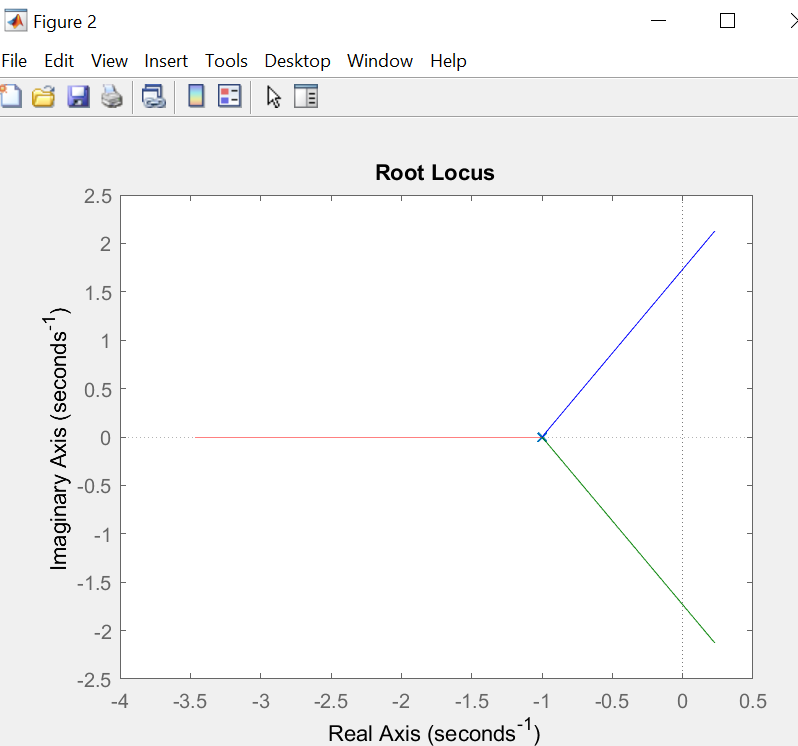 Figure 2
File Edit View Insert Tools Desktop Window Help
Root Locus
2.5
2
1.5
1
0.5
0
-0.5
-1
-1.5
-2
-2.5
Imaginary Axis (seconds-1)
-4 -3.5 -3 -2.5 -2 -1.5 -1 -0.5 0 0.5
Real Axis (seconds-1)